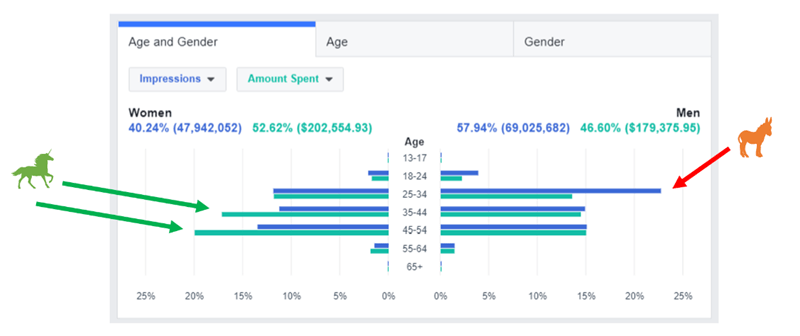 Age and Gender
Age
Gender
Impressions
Amount Spent
Women
Men
40.24% (47,942,052)
52.62% ($202,554.93)
57.94% (69,025,682)
46.60% ($179,375.95)
Age
13-17
18-24
25-34
35-44
45-54
55-64
65+
25%
20%
15%
10%
5%
0%
0%
5%
10%
15%
20%
25%